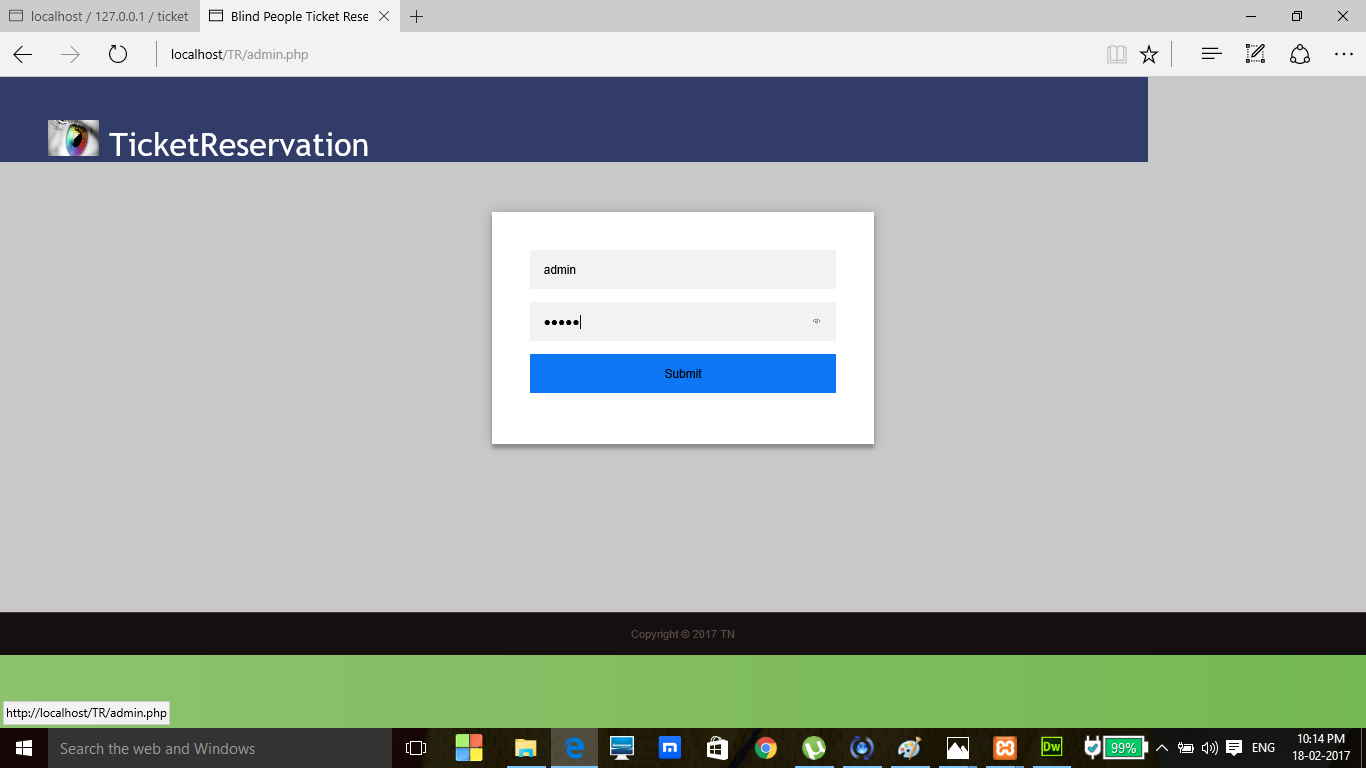 localhost / 127.0.0.1 / ticket
Blind People Ticket Rese
localhost/TR/admin.php
TicketReservation
admin
●●●●●
Submit
Copyright © 2017 TN
http://localhost/TR/admin.php
Search the web and Windows
lenovo
m
Dw
99%
ENG
10:14 PM
18-02-2017